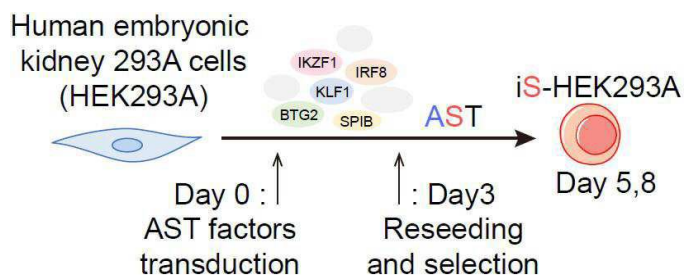 Human embryonic
kidney 293A cells
(HEK293A)
IKZF1
IRF8
KLF1
BTG2
SPIB
AST
iS-HEK293A
Day 5,8
Day 0 :
AST factors
transduction
: Day3
Reseeding
and selection